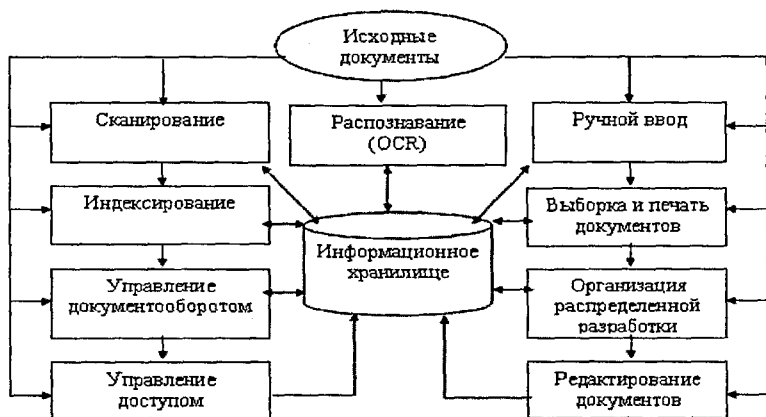 Исходные
документы
Сканирование
Распознавание
(OCR)
Ручной ввод
Индексирование
Выборка и печать
документов
Информационное
хранилище
Управление
документооборотом
Организация
распределенной
разработки
Управление
доступом
Редактирование
документов